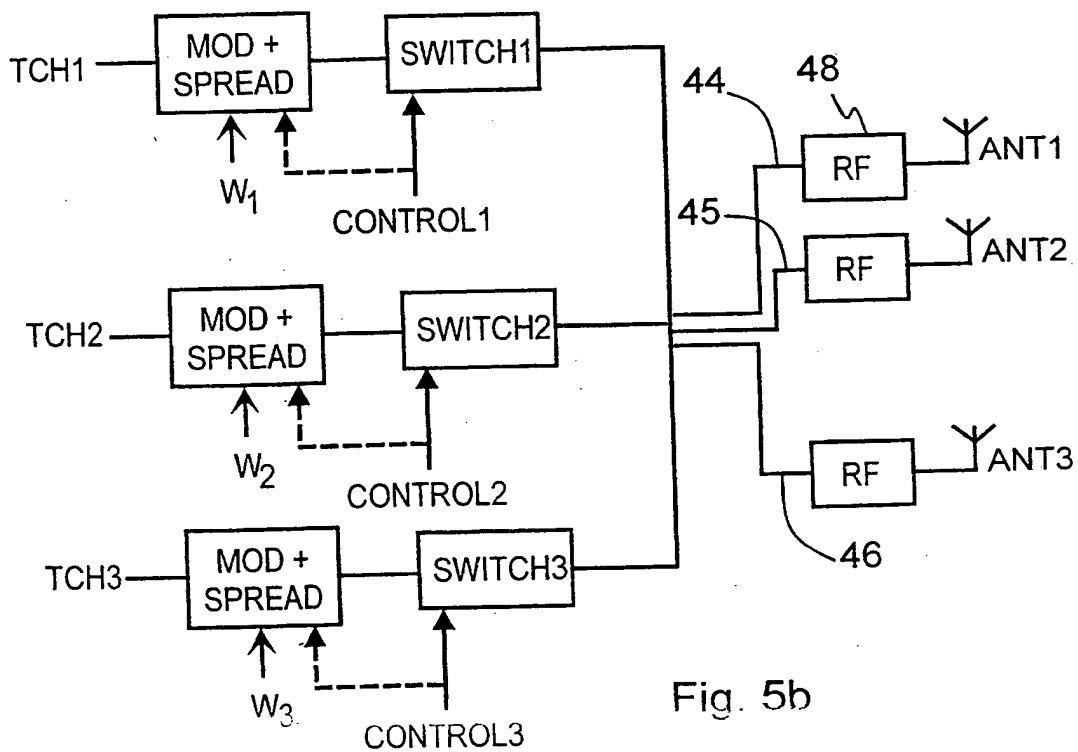 TCH1
MOD +
SPREAD
SWITCH1
W1
CONTROL1
44
48
RF
ANT1
45
RF
ANT2
TCH2
MOD +
SPREAD
SWITCH2
W2
CONTROL2
RF
ANT3
46
TCH3
MOD +
SPREAD
SWITCH3
W3
CONTROL3
Fig. 5b